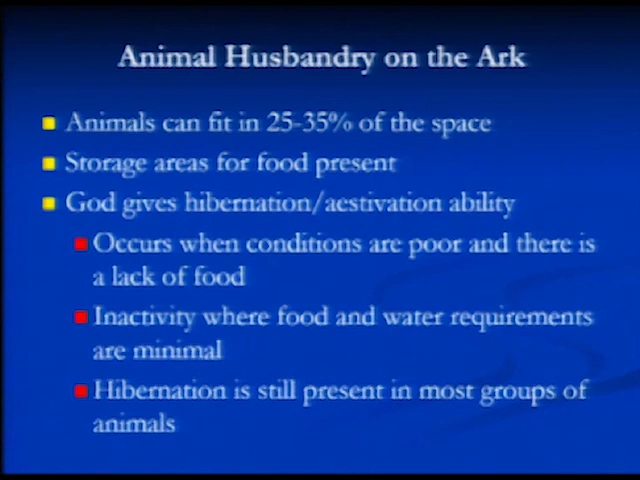 Animal Husbandry on the Ark
Animals can fit in 25-35% of the space
Storage areas for food present
God gives hibernation/aestivation ability
Occurs when conditions are poor and there is
a lack of food
Inactivity where food and water requirements
are minimal
Hibernation is still present in most groups of
animals